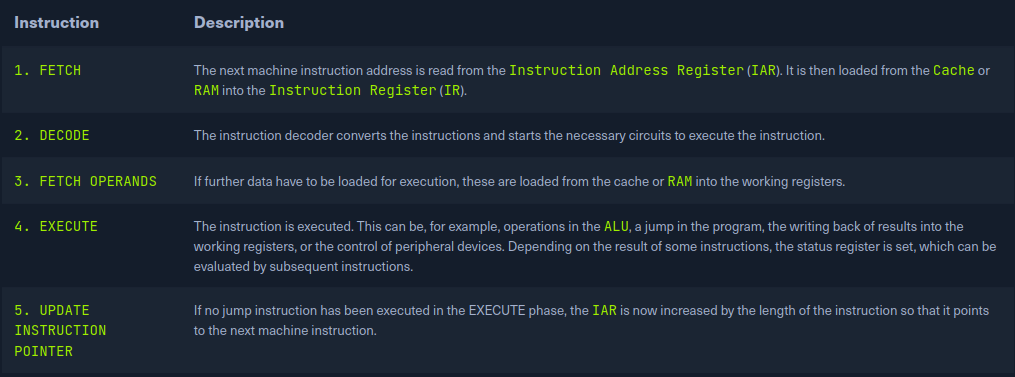 Instruction Description
1. FETCH The next machine instruction address is read from the Instruction Address Register (IAR). It is then loaded from the Cache or
RAM into the Instruction Register (IR).
2. DECODE The instruction decoder converts the instructions and starts the necessary circuits to execute the instruction.
3. FETCH OPERANDS If further data have to be loaded for execution, these are loaded from the cache or RAM into the working registers.
4. EXECUTE The instruction is executed. This can be, for example, operations in the ALU, a jump in the program, the writing back of results into the
working registers, or the control of peripheral devices. Depending on the result of some instructions, the status register is set, which can be
evaluated by subsequent instructions.
5. UPDATE If no jump instruction has been executed in the EXECUTE phase, the IAR is now increased by the length of the instruction so that it points
INSTRUCTION to the next machine instruction.
POINTER